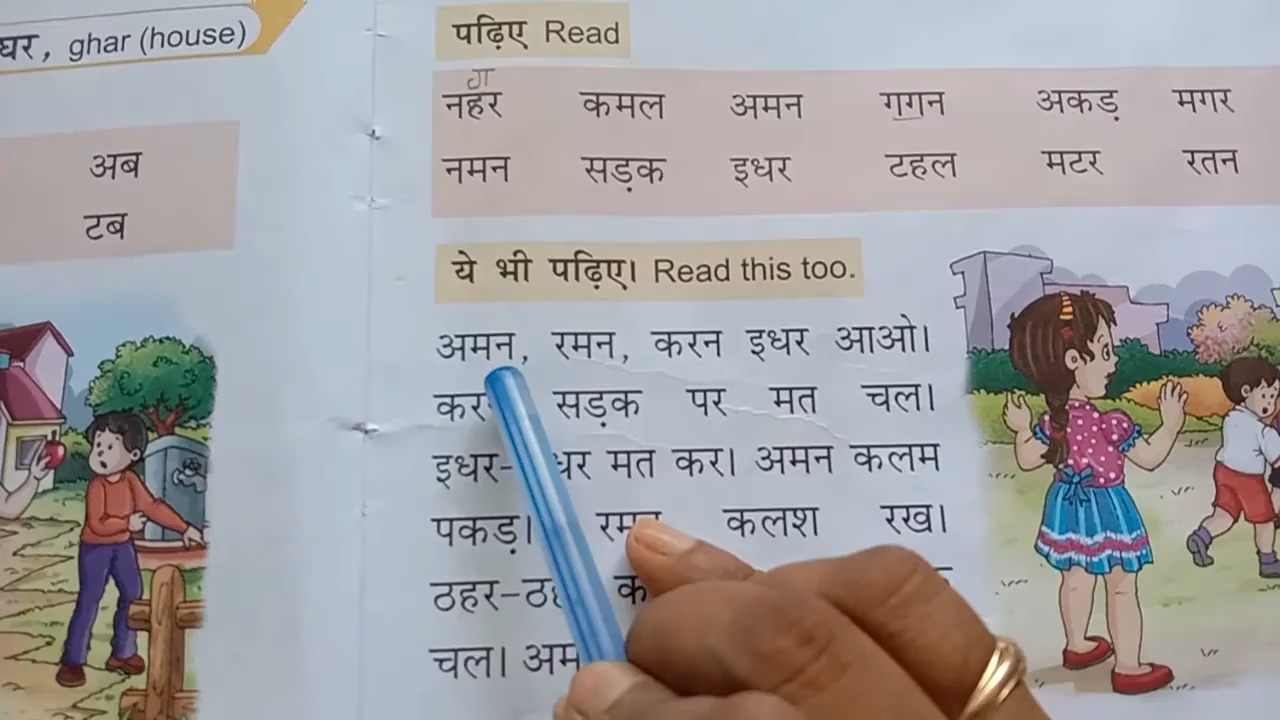 घर, ghar (house)
अब
टब
पढ़िए Read
ग
नहर कमल अमन गगन अकड़ मगर
नमन सड़क इधर टहल मटर रतन
ये भी पढ़िए। Read this too.
अमन, रमन, करन इधर आओ।
सड़क पर मत चल।
मत कर। अमन कलम
पकड़। कलश रख।
चल।